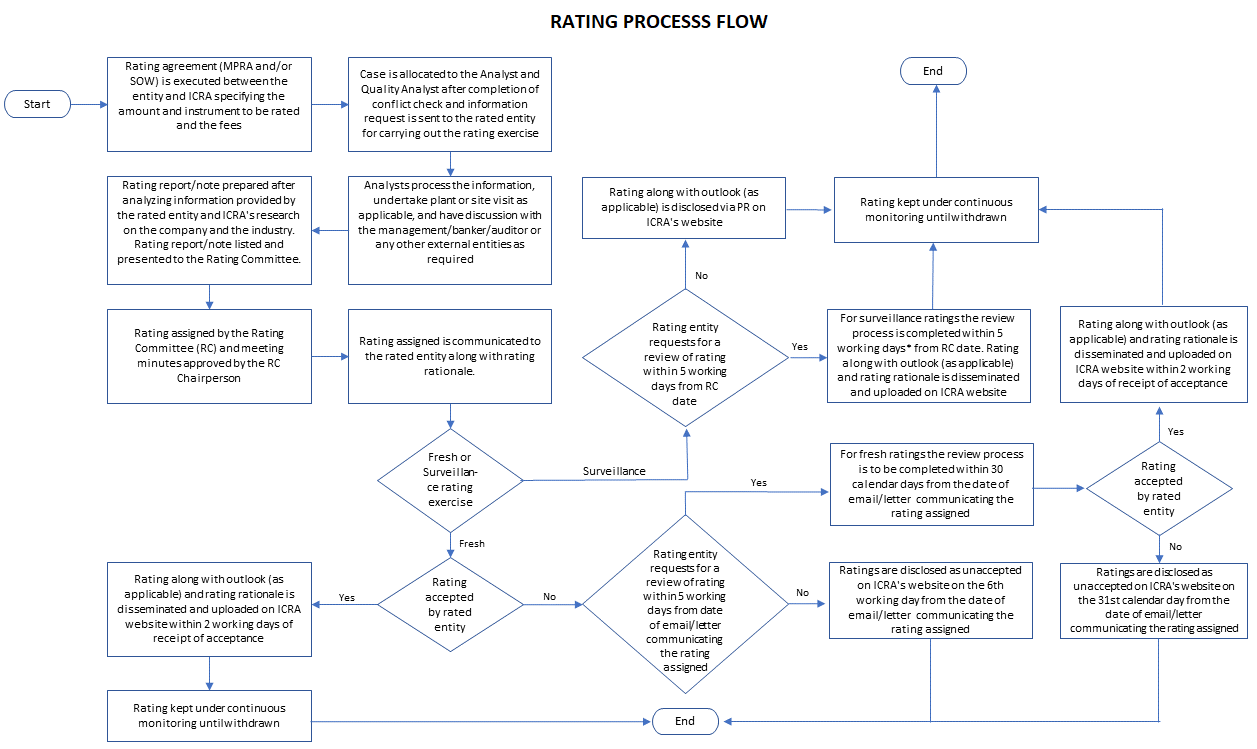 RATING PROCESSS FLOW
Start
Rating agreement (MPRA and/or
SOW) is executed between the
entity and ICRA specifying the
amount and instrument to be rated
and the fees
Case is allocated to the Analyst and
Quality Analyst after completion of
conflict check and information
request is sent to the rated entity
for carrying out the rating exercise
End
Rating report/note prepared after
analyzing information provided by
the rated entity and ICRA's research
on the company and the industry.
Rating report/note listed and
presented to the Rating Committee.
Analysts process the information,
undertake plant or site visit as
applicable, and have discussion with
the management/banker/auditor or
any other external entities as
required
Rating along with outlook (as
applicable) is disclosed via PR on
ICRA's website
Rating kept under continuous
monitoring until withdrawn
No
Rating assigned by the Rating
Committee (RC) and meeting
minutes approved by the RC
Chairperson
Rating assigned is communicated to
the rated entity along with rating
rationale.
Rating entity
requests for a
review of rating
within 5 working
days from RC
date
Yes
For surveillance ratings the review
process is completed within 5
working days* from RC date. Rating
along with outlook (as applicable)
and rating rationale is disseminated
and uploaded on ICRA website
Rating along with outlook (as
applicable) and rating rationale is
disseminated and uploaded on
ICRA website within 2 working
days of receipt of acceptance
Fresh or
Surveillan-
ce rating
exercise
Surveillance
Yes
For fresh ratings the review process
is to be completed within 30
calendar days from the date of
email/letter communicating the
rating assigned
Yes
Rating
accepted
by rated
entity
No
Fresh
Rating along with outlook (as
applicable) and rating rationale is
disseminated and uploaded on ICRA
website within 2 working days of
receipt of acceptance
Yes
Rating
accepted
by rated
entity
No
Rating entity
requests for a
review of rating
within 5 working
days from date
of email/letter
communicating
the rating
assigned
No
Ratings are disclosed as unaccepted
on ICRA's website on the 6th
working day from the date of
email/letter communicating the
rating assigned
Ratings are disclosed as
unaccepted on ICRA's website on
the 31st calendar day from the
date of email/letter
communicating the rating assigned
Rating kept under continuous
monitoring until withdrawn
End